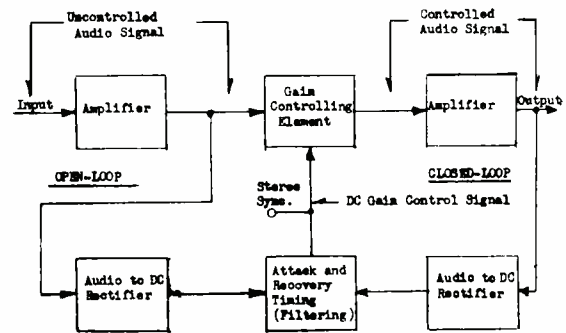 Uncontrolled
Audio Signal
Controlled
Audio Signal
Input
Amplifier
Gain
Controlling
Element
Amplifier
Output
OPEN-LOOP
Stereo
Sync.
CLOSED-LOOP
DC Gain Control Signal
Audio to DC
Rectifier
Attack and
Recovery
Timing
(Filtering)
Audio to DC
Rectifier